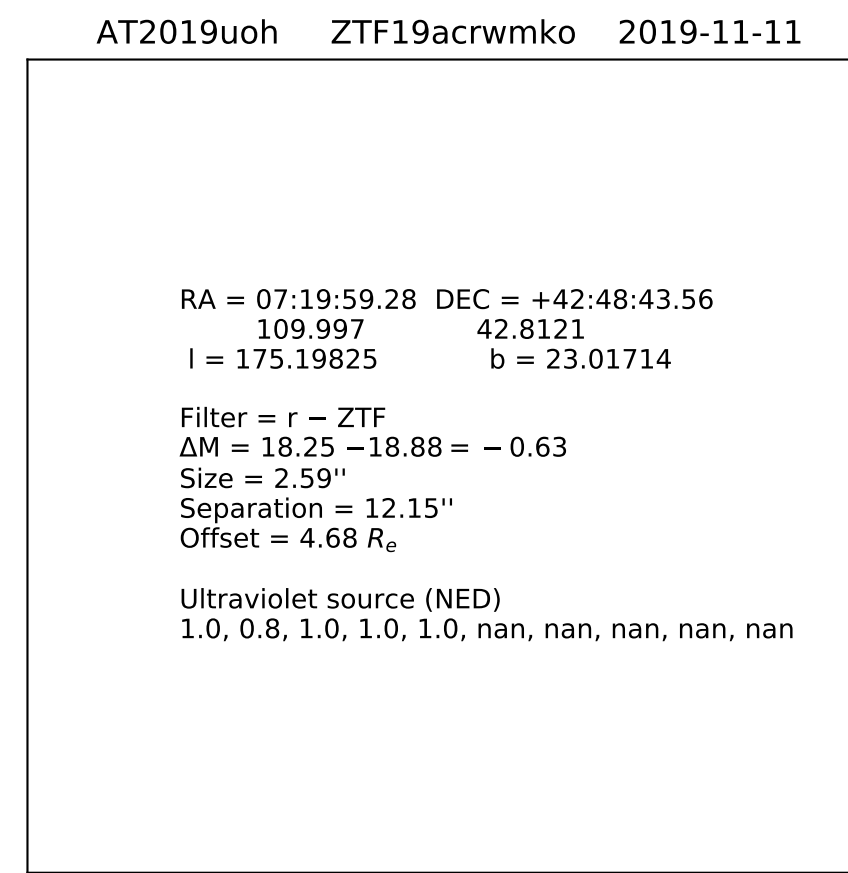 AT2019uoh ZTF19acrwmko 2019-11-11
RA = 07:19:59.28 DEC = +42:48:43.56
109.997 42.8121
l = 175.19825 b = 23.01714
Filter = r − ZTF
ΔM = 18.25 −18.88 = − 0.63
Size = 2.59''
Separation = 12.15''
Offset = 4.68 Re
Ultraviolet source (NED)
1.0, 0.8, 1.0, 1.0, 1.0, nan, nan, nan, nan, nan